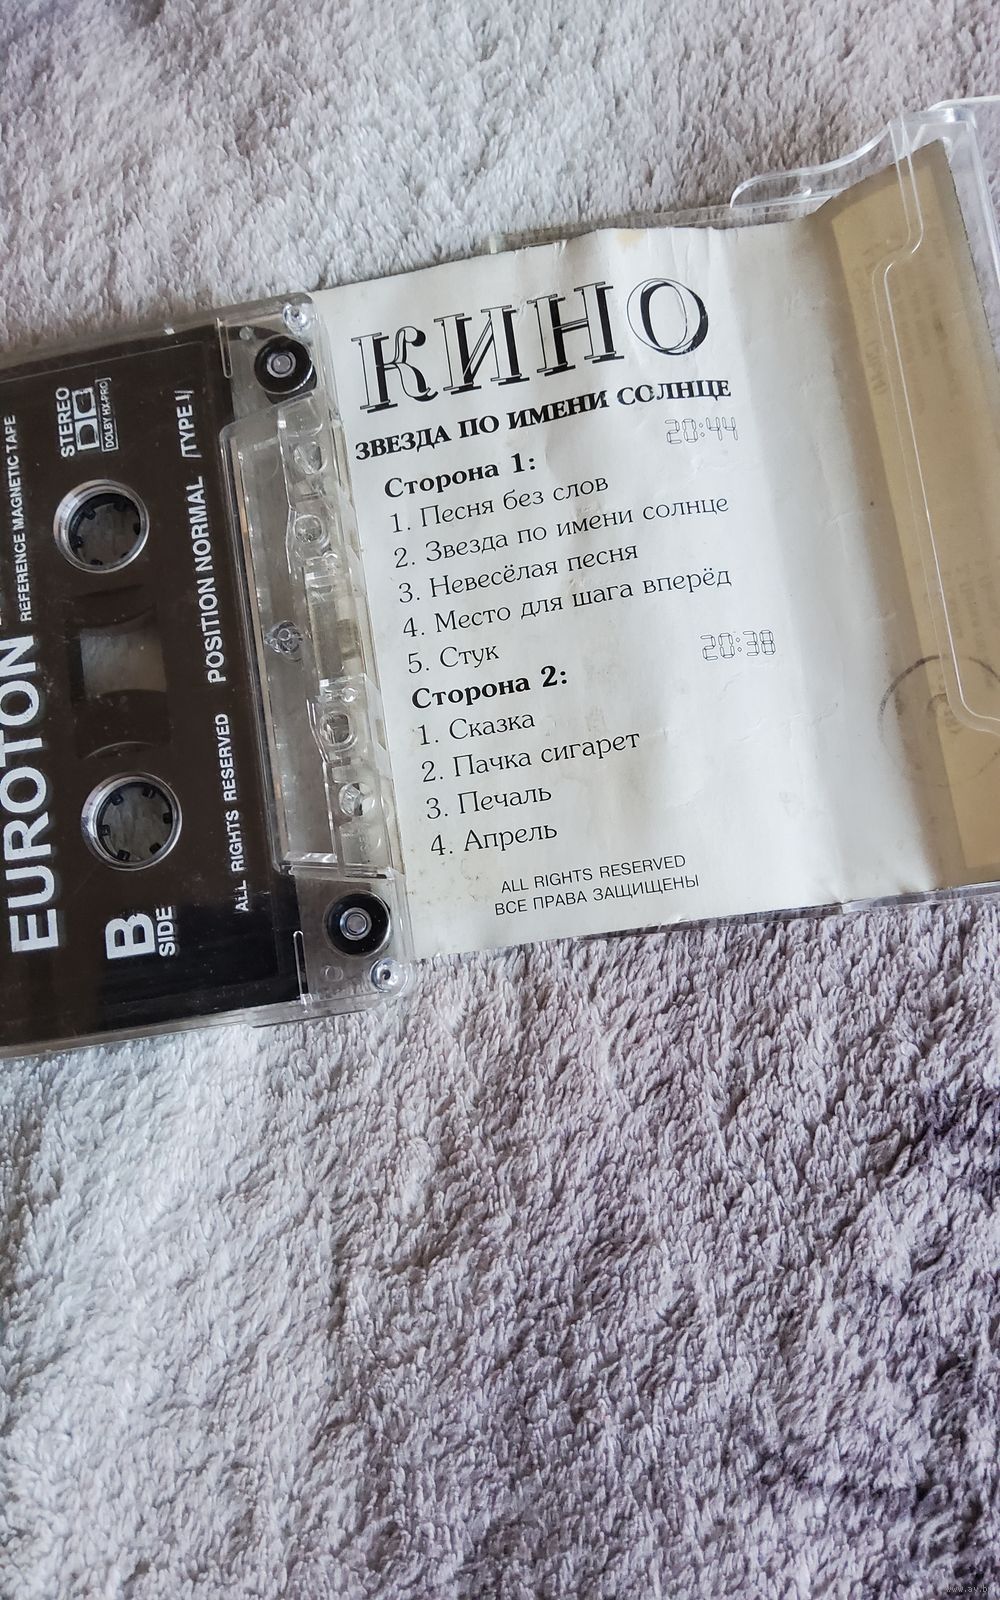 EUROTON
REFERENCE MAGNETIC TAPE
STEREO
DOLBY HX-PRO
POSITION NORMAL /TYPE I/
ALL RIGHTS RESERVED
B
SIDE
КИНО
ЗВЕЗДА ПО ИМЕНИ СОЛНЦЕ
20:44
Сторона 1:
1. Песня без слов
2. Звезда по имени солнце
3. Невесёлая песня
4. Место для шага вперёд
5. Стук
20:38
Сторона 2:
1. Сказка
2. Пачка сигарет
3. Печаль
4. Апрель
ALL RIGHTS RESERVED
ВСЕ ПРАВА ЗАЩИЩЕНЫ